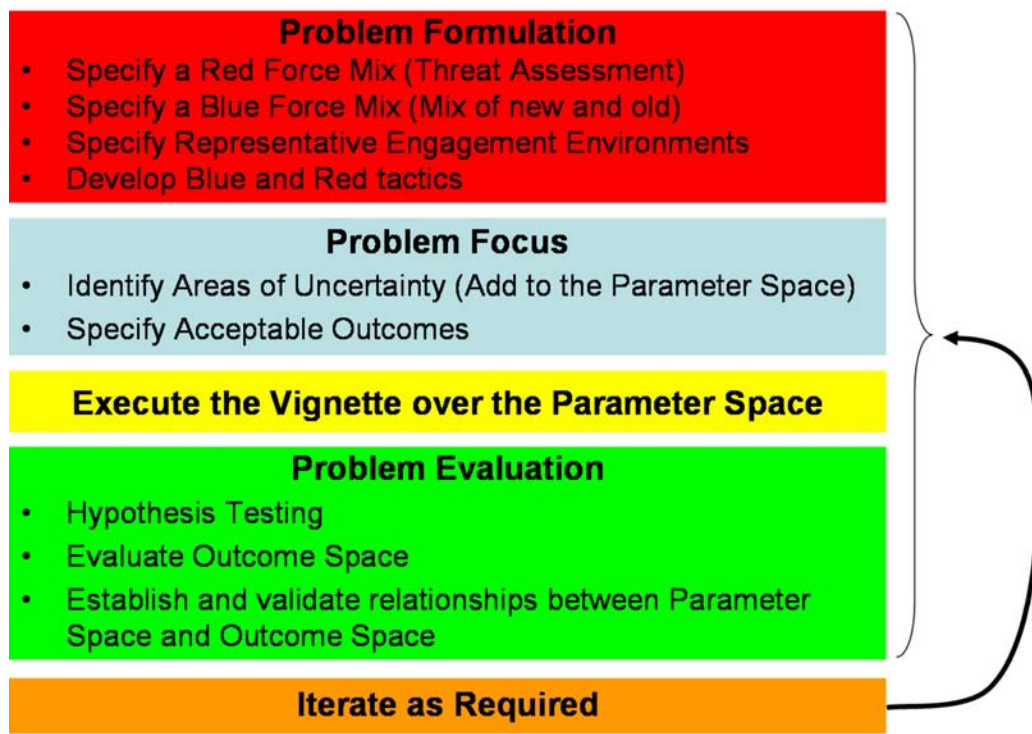 Problem Formulation
• Specify a Red Force Mix (Threat Assessment)
• Specify a Blue Force Mix (Mix of new and old)
• Specify Representative Engagement Environments
• Develop Blue and Red tactics
Problem Focus
• Identify Areas of Uncertainty (Add to the Parameter Space)
• Specify Acceptable Outcomes
Execute the Vignette over the Parameter Space
Problem Evaluation
• Hypothesis Testing
• Evaluate Outcome Space
• Establish and validate relationships between Parameter
Space and Outcome Space
Iterate as Required